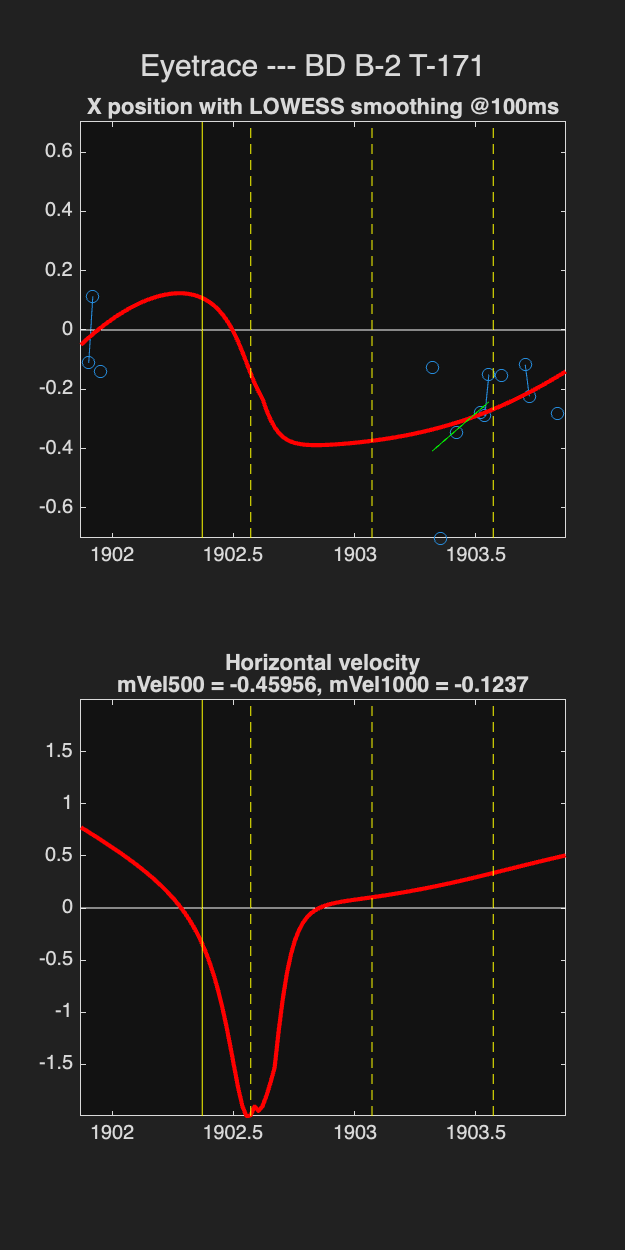 Eyetrace --- BD B-2 T-171
X position with LOWESS smoothing @100ms
0.6
0.4
0.2
0
-0.2
-0.4
-0.6
1902 1902.5 1903 1903.5
Horizontal velocity
mVel500 = -0.45956, mVel1000 = -0.1237
1.5
1
0.5
0
-0.5
-1
-1.5
1902 1902.5 1903 1903.5